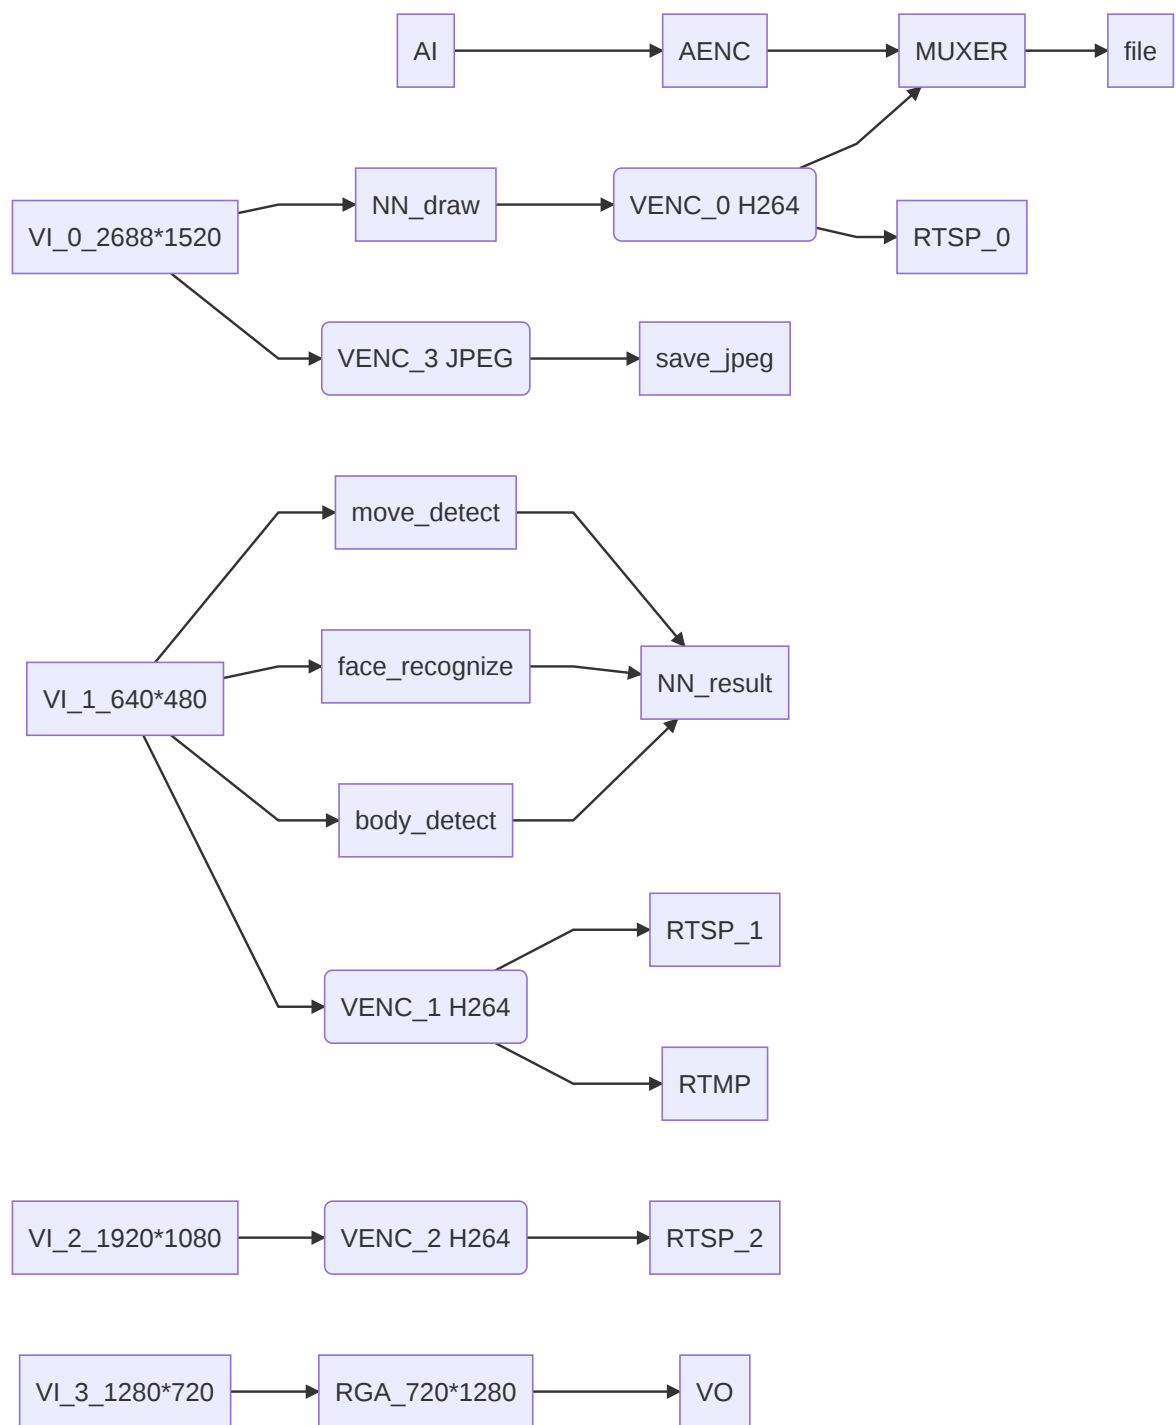 AI
AENC
MUXER
file
NN_draw
VENC_0 H264
VI_0_2688*1520
RTSP_0
VENC_3 JPEG
save_jpeg
move_detect
face_recognize
NN_result
VI_1_640*480
body_detect
RTSP_1
VENC_1 H264
RTMP
VI_2_1920*1080
VENC_2 H264
RTSP_2
VI_3_1280*720
RGA_720*1280
VO